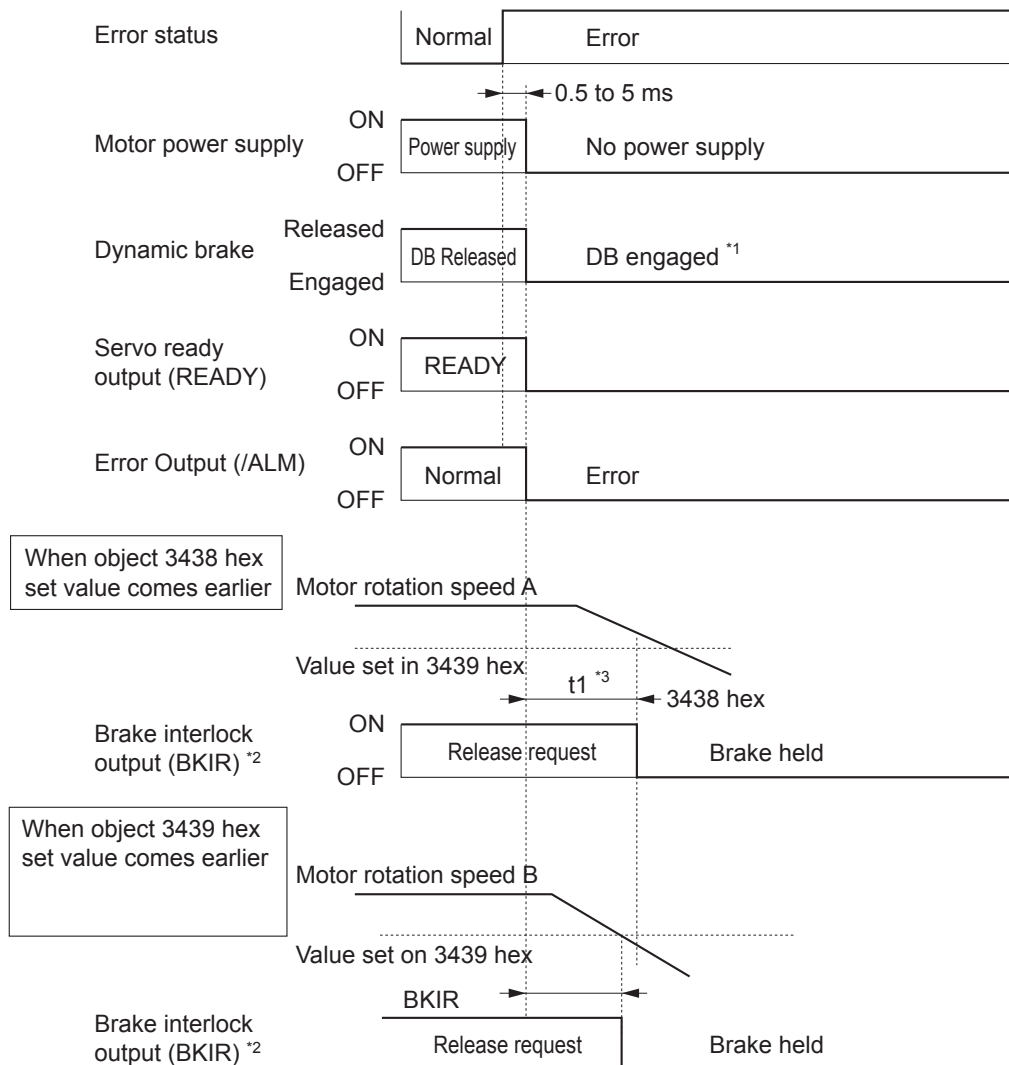 Error status
Normal
Error
0.5 to 5 ms
Motor power supply
ON
OFF
Power supply
No power supply
Dynamic brake
Released
Engaged
DB Released
DB engaged *1
Servo ready
output (READY)
ON
OFF
READY
Error Output (/ALM)
ON
OFF
Normal
Error
When object 3438 hex
set value comes earlier
Motor rotation speed A
Value set in 3439 hex
t1 *3
3438 hex
Brake interlock
output (BKIR) *2
ON
OFF
Release request
Brake held
When object 3439 hex
set value comes earlier
Motor rotation speed B
Value set on 3439 hex
BKIR
Brake interlock
output (BKIR) *2
Release request
Brake held